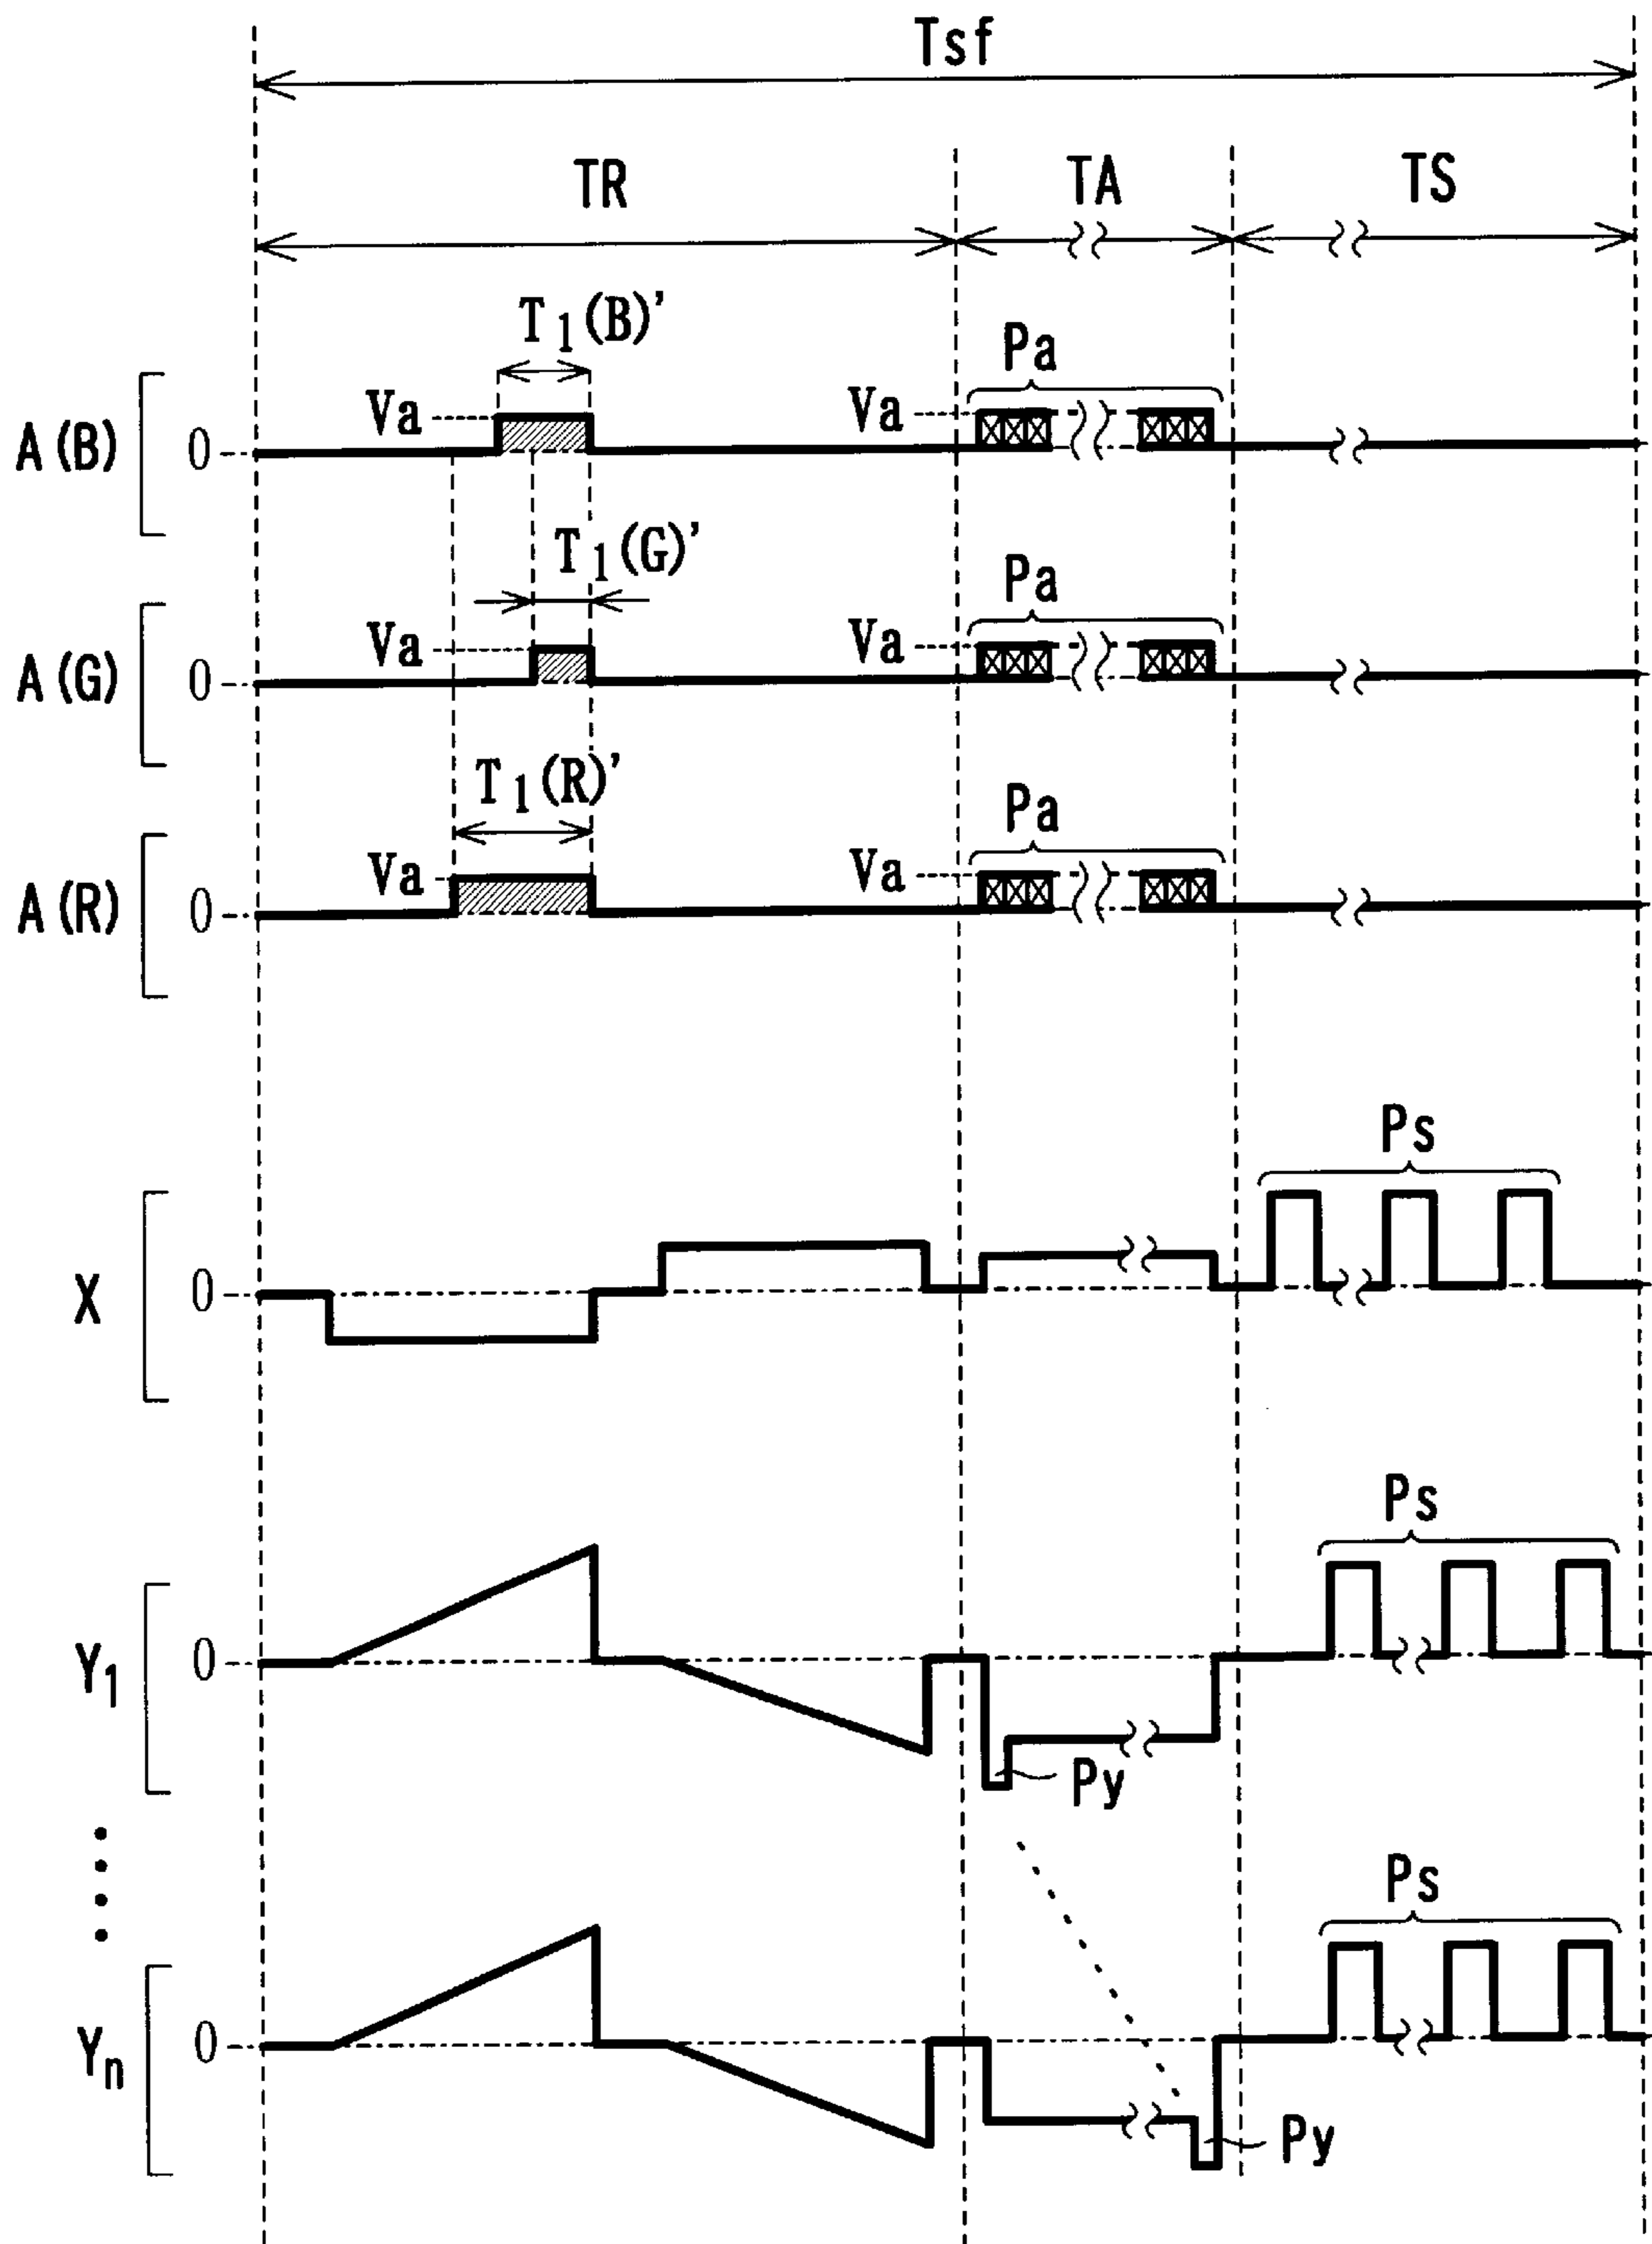 Tsf
TR TA TS
T1(B)'
Pa
A(B) 0 Va Va
T1(G)'
Pa
A(G) 0 Va Va
T1(R)'
Pa
A(R) 0 Va Va
Ps
X 0
Ps
Y1 0
Py
Ps
Yn 0
Py